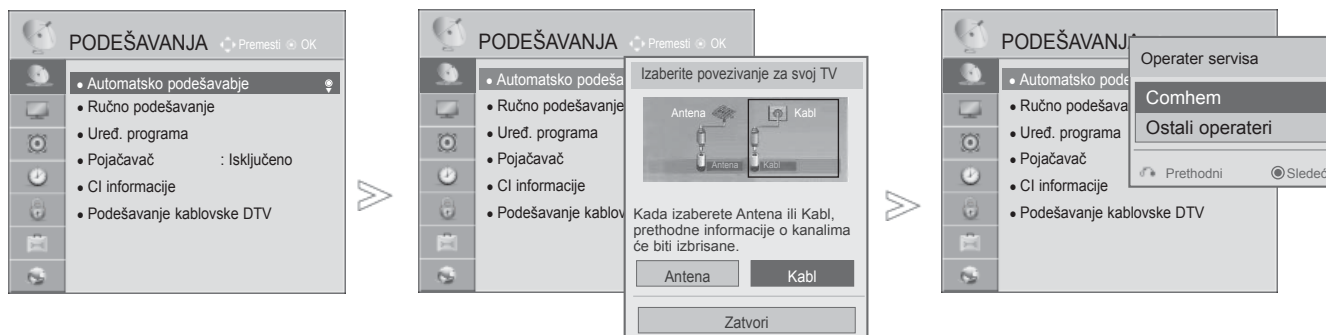 PODEŠAVANJA Premesti OK
• Automatsko podešavabje
• Ručno podešavanje
• Uređ. programa
• Pojačavač : Isključeno
• CI informacije
• Podešavanje kablovske DTV
>
PODEŠAVANJA Premesti OK
• Automatsko podeša
• Ručno podešavanje
• Uređ. programa
• Pojačavač
• CI informacije
• Podešavanje kablov
Izaberite povezivanje za svoj TV
Antena Kabl
Antena Kabl
Kada izaberete Antena ili Kabl,
prethodne informacije o kanalima
će biti izbrisane.
Antena Kabl
Zatvori
>
PODEŠAVANJ
• Automatsko pode
• Ručno podešava
• Uređ. programa
• Pojačavač
• CI informacije
• Podešavanje kablovske DTV
Operater servisa
Comhem
Ostali operateri
Prethodni Sledeć